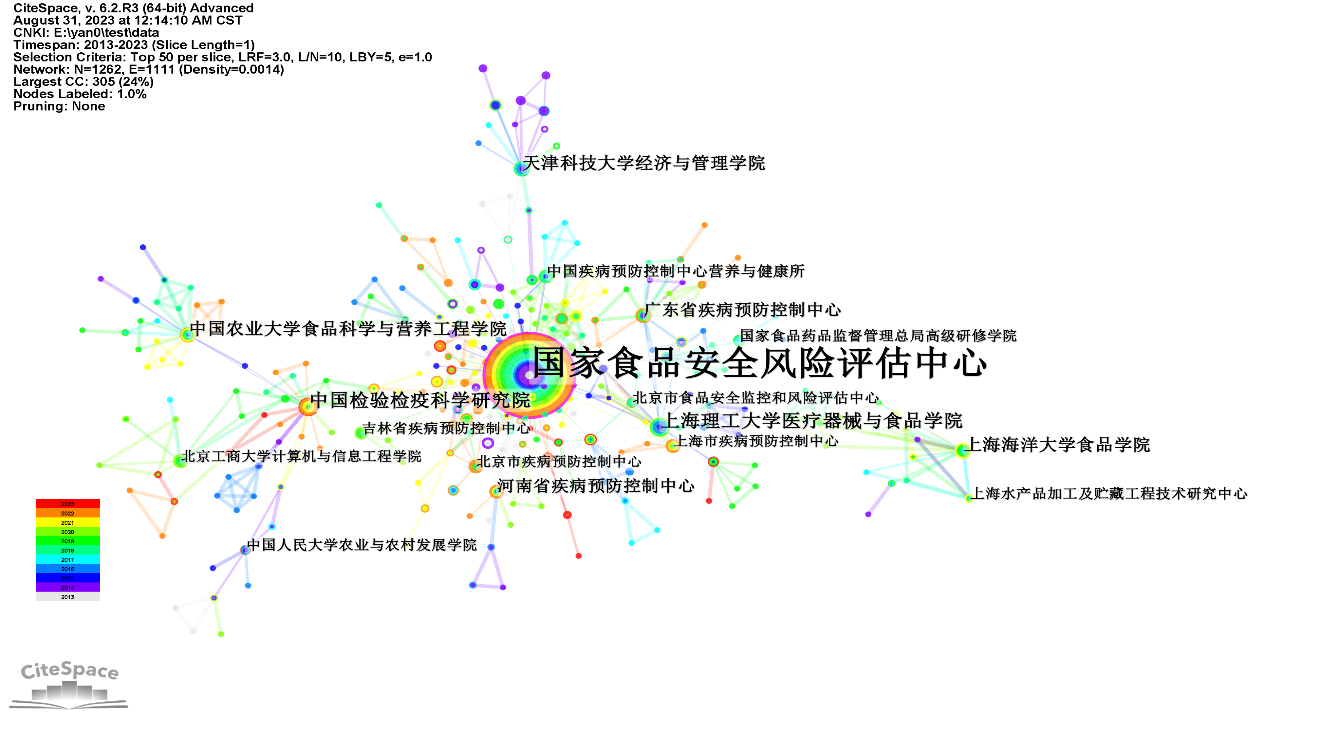 CiteSpace, v. 6.2.R3 (64-bit) Advanced
August 31, 2023 at 12:14:10 AM CST
CNKI: E:\yan0\test\data
Timespan: 2013-2023 (Slice Length=1)
Selection Criteria: Top 50 per slice, LRF=3.0, L/N=10, LBY=5, e=1.0
Network: N=1262, E=1111 (Density=0.0014)
Largest CC: 305 (24%)
Nodes Labeled: 1.0%
Pruning: None
天津科技大学经济与管理学院
中国疾病预防控制中心营养与健康所
广东省疾病预防控制中心
中国农业大学食品科学与营养工程学院
国家食品药品监督管理总局高级研修学院
国家食品安全风险评估中心
北京市食品安全监控和风险评估中心
中国检验检疫科学研究院
上海理工大学医疗器械与食品学院
吉林省疾病预防控制中心
上海市疾病预防控制中心
上海海洋大学食品学院
北京工商大学计算机与信息工程学院
北京市疾病预防控制中心
河南省疾病预防控制中心
上海水产品加工及贮藏工程技术研究中心
中国人民大学农业与农村发展学院
2023
2022
2021
2020
2019
2018
2017
2016
2015
2014
2013
CiteSpace